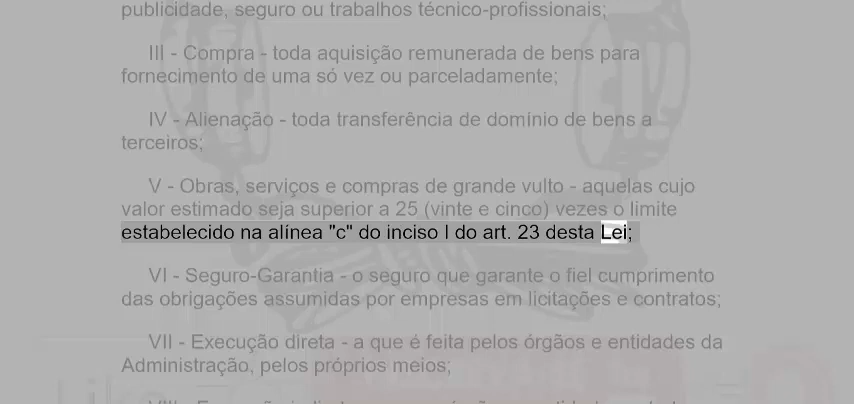 publicidade, seguro ou trabalhos técnico-profissionais;
III - Compra - toda aquisição remunerada de bens para
fornecimento de uma só vez ou parceladamente;
IV - Alienação - toda transferência de domínio de bens a
terceiros;
V - Obras, serviços e compras de grande vulto - aquelas cujo
valor estimado seja superior a 25 (vinte e cinco) vezes o limite
estabelecido na alínea "c" do inciso I do art. 23 desta Lei;
VI - Seguro-Garantia - o seguro que garante o fiel cumprimento
das obrigações assumidas por empresas em licitações e contratos;
VII - Execução direta - a que é feita pelos órgãos e entidades da
Administração, pelos próprios meios;